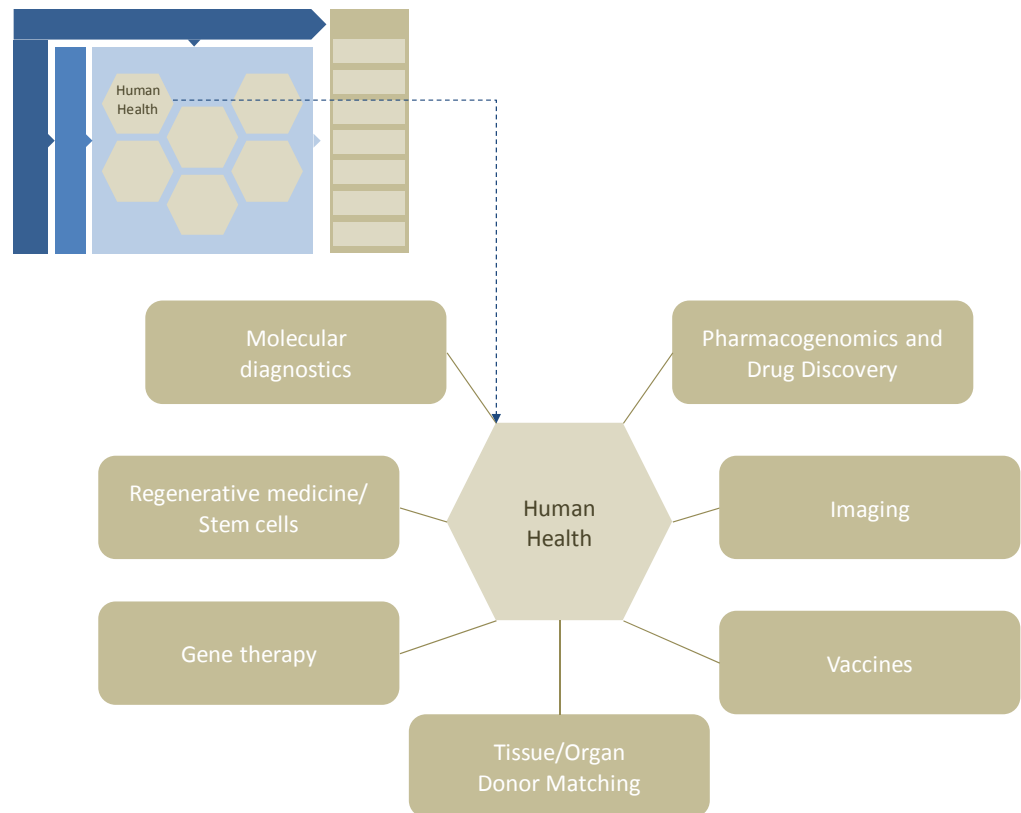 Human
Health
Molecular
diagnostics
Pharmacogenomics and
Drug Discovery
Regenerative medicine/
Stem cells
Human
Health
Imaging
Gene therapy
Vaccines
Tissue/Organ
Donor Matching